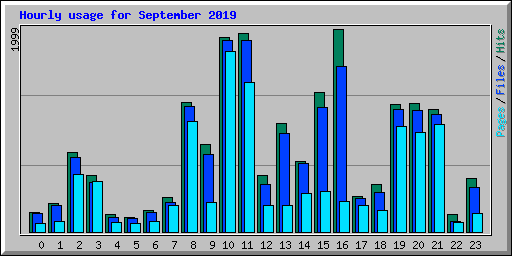 Hourly usage for September 2019
1999
Pages/Files/Hits
0 1 2 3 4 5 6 7 8 9 10 11 12 13 14 15 16 17 18 19 20 21 22 23